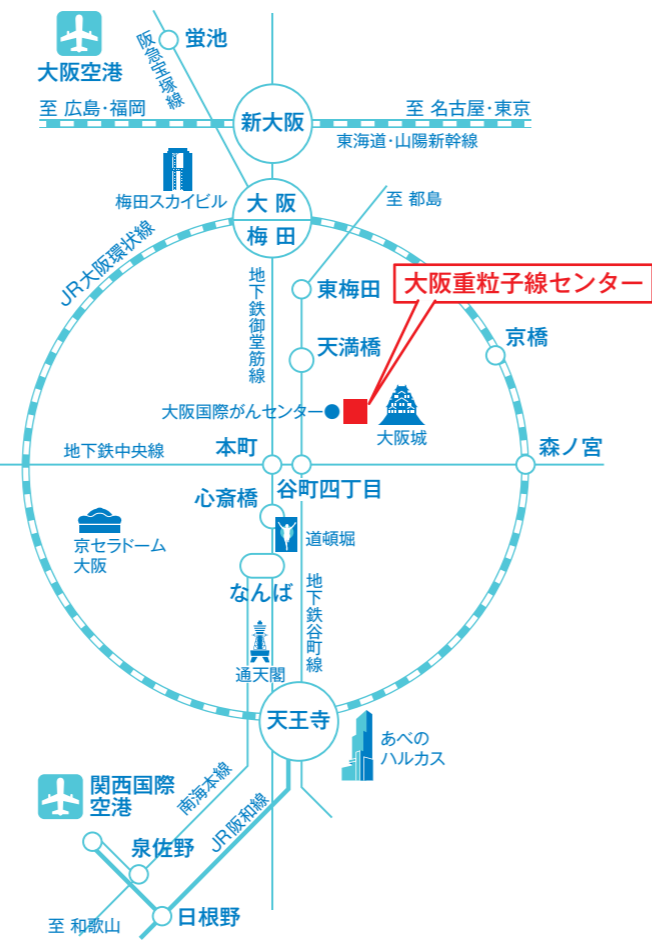 蛍池
阪急宝塚線
大阪空港
至 広島・福岡
新大阪
至 名古屋・東京
東海道・山陽新幹線
梅田スカイビル
大阪
梅田
至 都島
JR大阪環状線
地下鉄御堂筋線
東梅田
大阪重粒子線センター
天満橋
京橋
大阪国際がんセンター
大阪城
地下鉄中央線
本町
谷町四丁目
森ノ宮
心斎橋
道頓堀
京セラドーム
大阪
なんば
地下鉄谷町線
通天閣
天王寺
あべの
ハルカス
関西国際
空港
南海本線
JR阪和線
泉佐野
日根野
至 和歌山